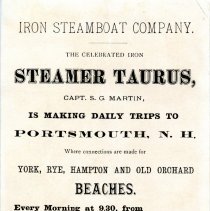 IRON STEAMBOAT COMPANY.
THE CELEBRATED IRON
STEAMER TAURUS,
CAPT. S. G. MARTIN,
IS MAKING DAILY TRIPS TO
PORTSMOUTH, N. H.
Where connections are made for
YORK, RYE, HAMPTON AND OLD ORCHARD
BEACHES.
Every Morning at 9.30, from